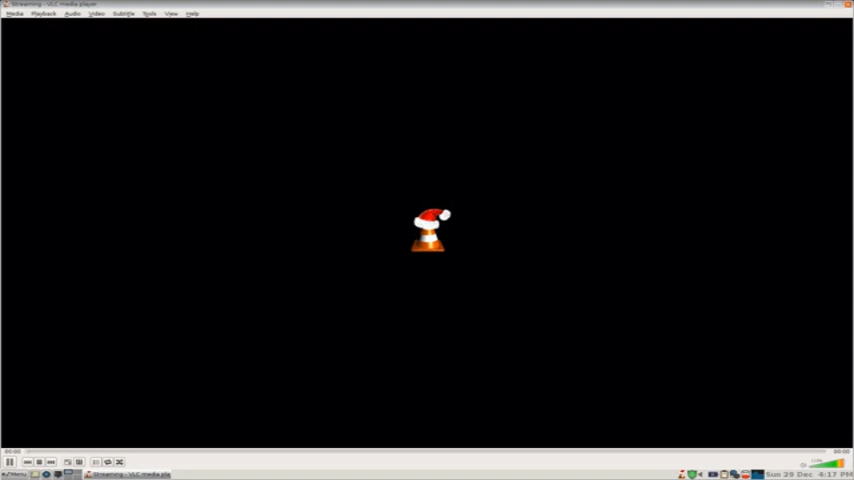 Streaming - VLC media player
Media Playback Audio Video Subtitle Tools View Help
00:00 00:00
Menu Streaming - VLC media pla Sun 29 Dec 4:17 PM